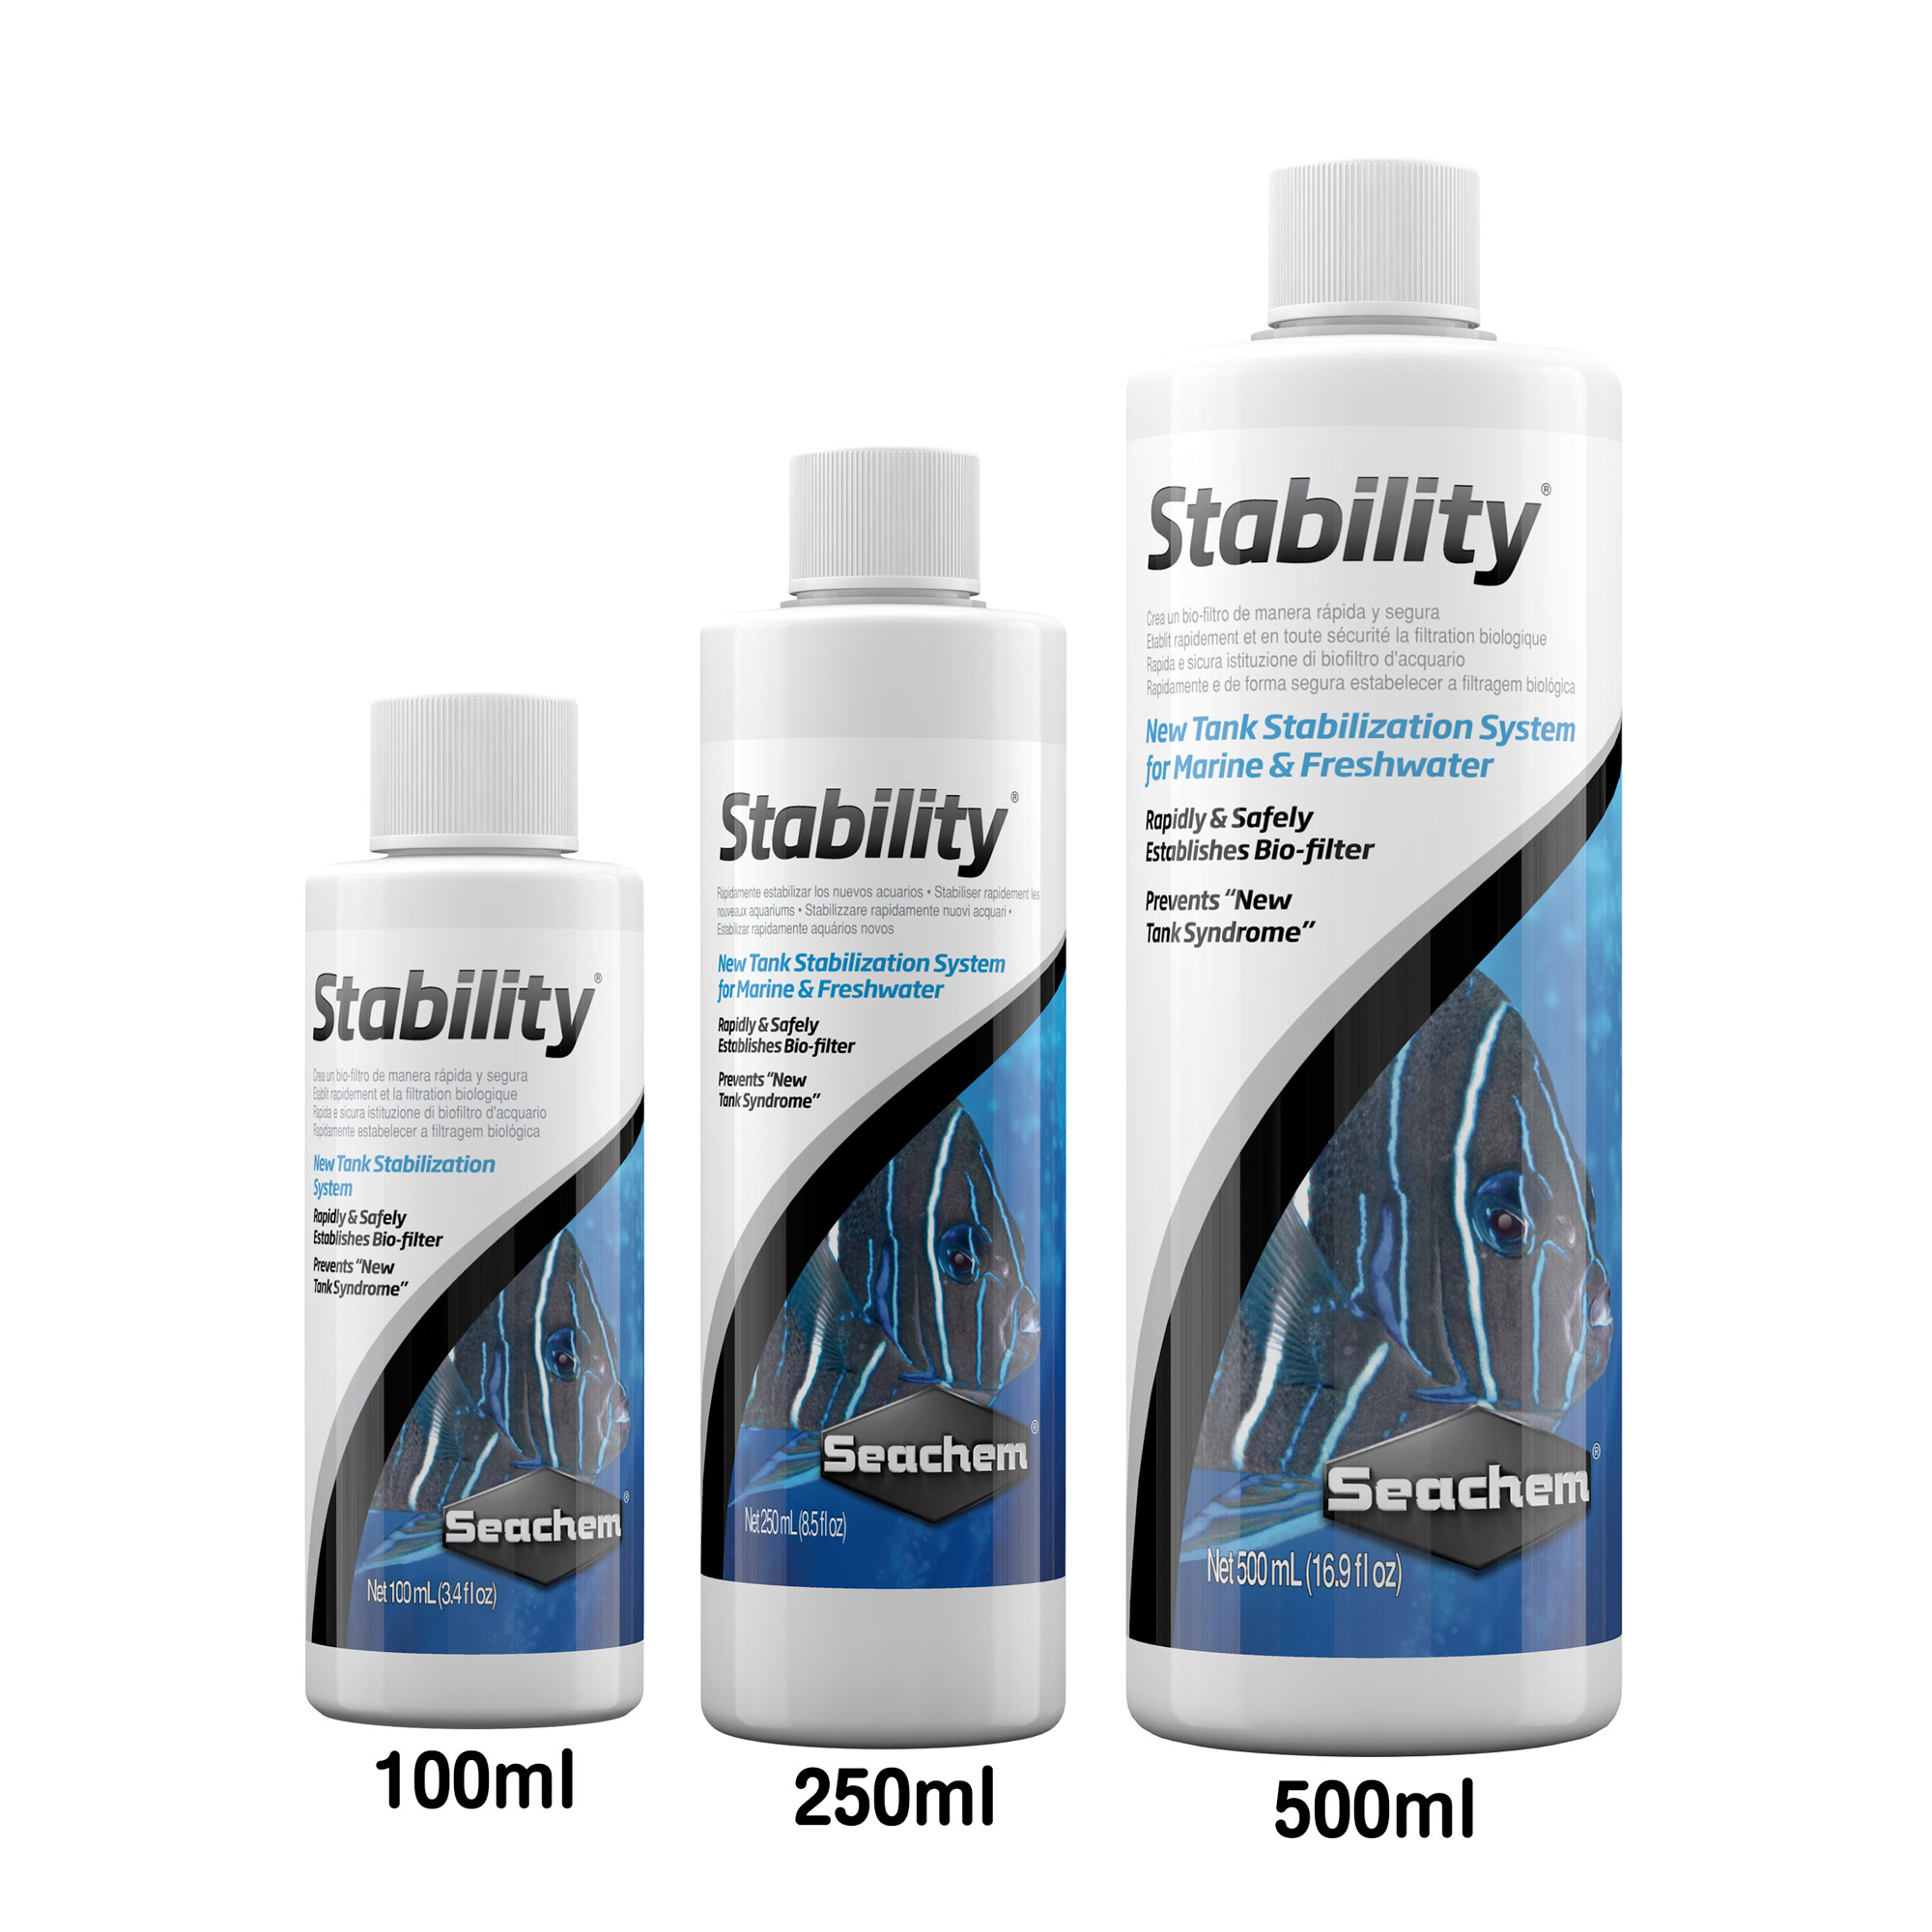 Stability®
Crea un bio-filtro de manera rápida y segura
Etablit rapidement et la filtration biologique
Rapida e sicura istituzione di biofiltro d'acquario
Rapidamente estabelecer a filtragem biológica
New Tank Stabilization
System
Rapidly & Safely
Establishes Bio-filter
Prevents "New
Tank Syndrome"
Seachem®
Net 100 mL (3.4 fl oz)
100ml
Stability®
Rápidamente estabilizar los nuevos acuarios • Stabiliser rapidement les
nouveaux aquariums • Stabilizzare rapidamente nuovi acquari •
Estabilizar rapidamente aquários novos
New Tank Stabilization System
for Marine & Freshwater
Rapidly & Safely
Establishes Bio-filter
Prevents "New
Tank Syndrome"
Seachem®
Net 250 mL (8.5 fl oz)
250ml
Stability®
Crea un bio-filtro de manera rápida y segura
Etablit rapidement et en toute sécurité la filtration biologique
Rapida e sicura istituzione di biofiltro d'acquario
Rapidamente e de forma segura estabelecer a filtragem biológica
New Tank Stabilization System
for Marine & Freshwater
Rapidly & Safely
Establishes Bio-filter
Prevents "New
Tank Syndrome"
Seachem®
Net 500 mL (16.9 fl oz)
500ml